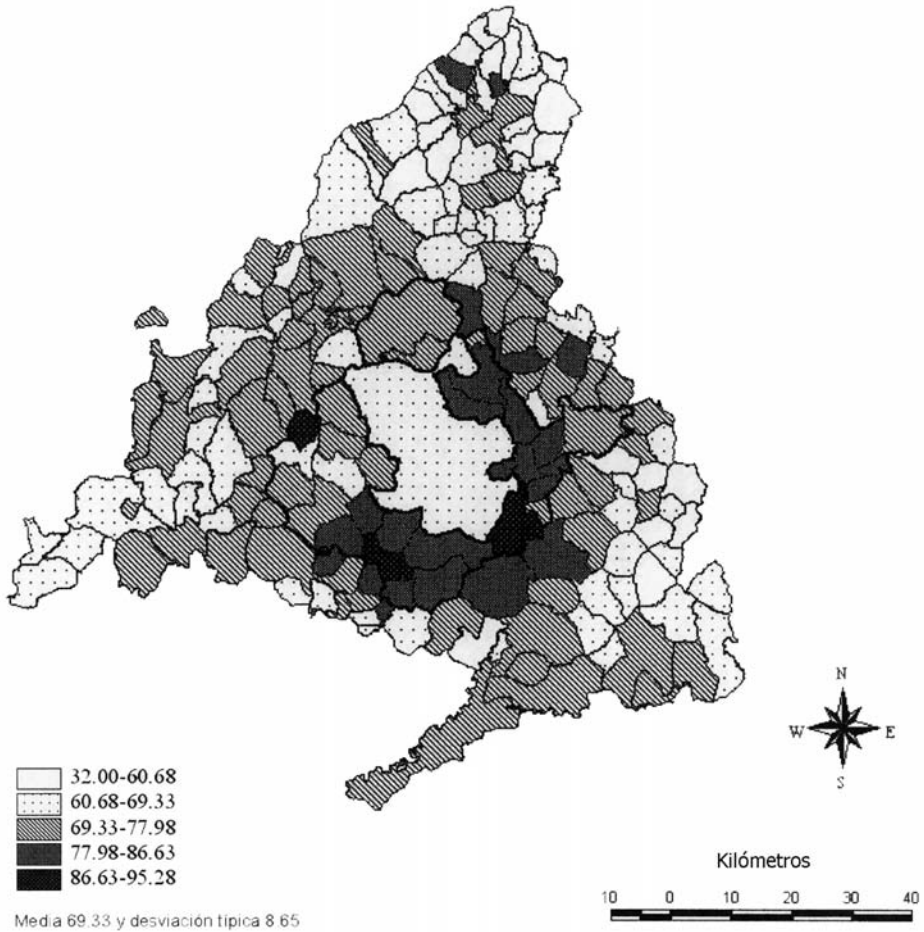 N
W E
S
32.00-60.68
60.68-69.33
69.33-77.98
77.98-86.63
86.63-95.28
Kilómetros
10 0 10 20 30 40
Media 69.33 y desviación típica 8.65